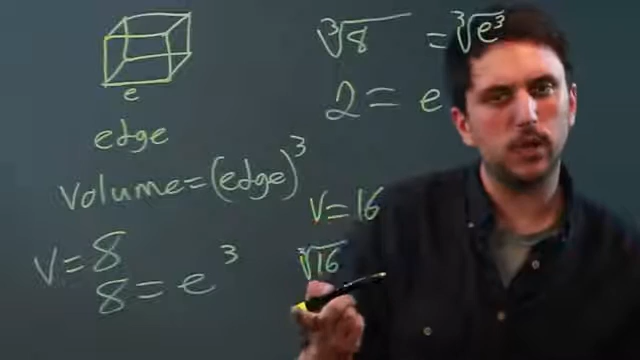 e
edge
volume = (edge)³
V = 8
8 = e³
∛8 = ∛e³
2 = e
V = 16
∛16